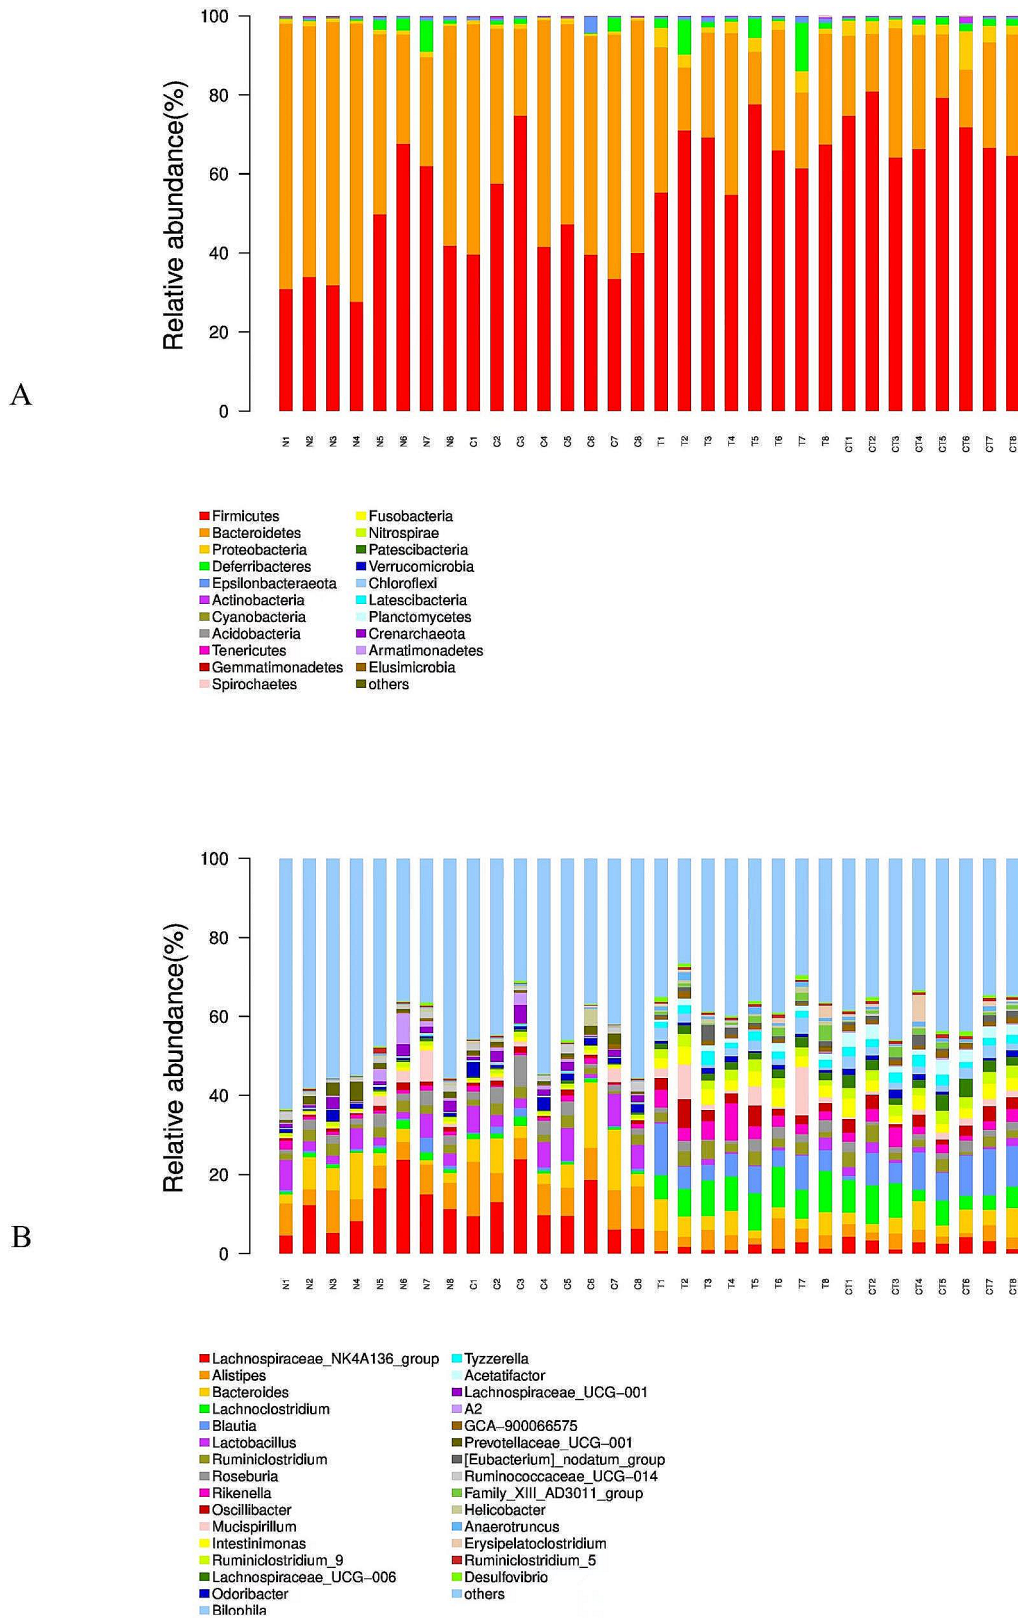 100
80
60
40
20
0
Relative abundance(%)
A
N1 N2 N3 N4 N5 N6 N7 N8 C1 C2 C3 C4 C5 C6 C7 C8 T1 T2 T3 T4 T5 T6 T7 T8 CT1 CT2 CT3 CT4 CT5 CT6 CT7 CT8
Firmicutes Fusobacteria
Bacteroidetes Nitrospirae
Proteobacteria Patescibacteria
Deferribacteres Verrucomicrobia
Epsilonbacteraeota Chloroflexi
Actinobacteria Latescibacteria
Cyanobacteria Planctomycetes
Acidobacteria Crenarchaeota
Tenericutes Armatimonadetes
Gemmatimonadetes Elusimicrobia
Spirochaetes others
100
80
60
40
20
0
Relative abundance(%)
B
N1 N2 N3 N4 N5 N6 N7 N8 C1 C2 C3 C4 C5 C6 C7 C8 T1 T2 T3 T4 T5 T6 T7 T8 CT1 CT2 CT3 CT4 CT5 CT6 CT7 CT8
Lachnospiraceae_NK4A136_group Tyzzerella
Alistipes Acetatifactor
Bacteroides Lachnospiraceae_UCG−001
Lachnoclostridium A2
Blautia GCA−900066575
Lactobacillus Prevotellaceae_UCG−001
Ruminiclostridium [Eubacterium]_nodatum_group
Roseburia Ruminococcaceae_UCG−014
Rikenella Family_XIII_AD3011_group
Oscillibacter Helicobacter
Mucispirillum Anaerotruncus
Intestinimonas Erysipelatoclostridium
Ruminiclostridium_9 Ruminiclostridium_5
Lachnospiraceae_UCG−006 Desulfovibrio
Odoribacter others
Bilophila